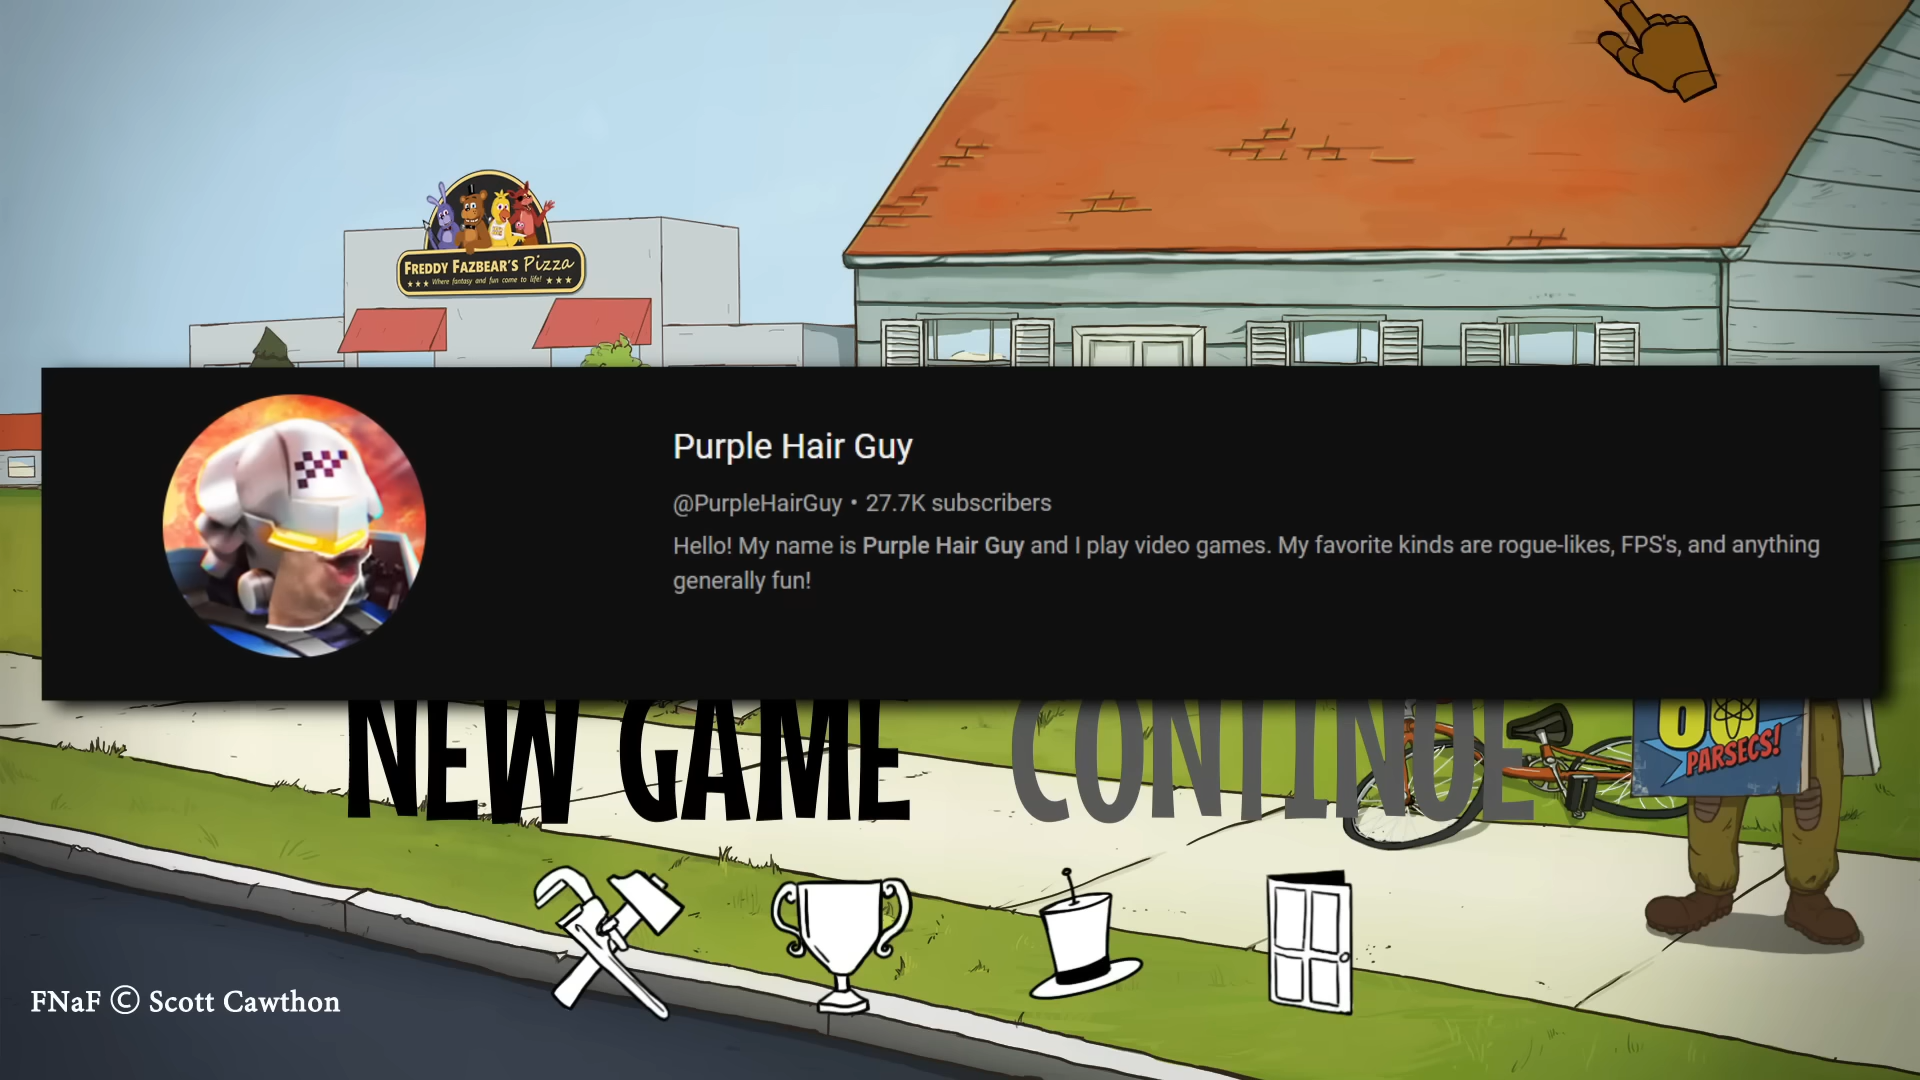 FREDDY FAZBEAR'S Pizza
Where fantasy and fun come to life!
Purple Hair Guy
@PurpleHairGuy • 27.7K subscribers
Hello! My name is Purple Hair Guy and I play video games. My favorite kinds are rogue-likes, FPS's, and anything
generally fun!
NEW GAME CONTINUE
60
PARSECS!
FNaF © Scott Cawthon